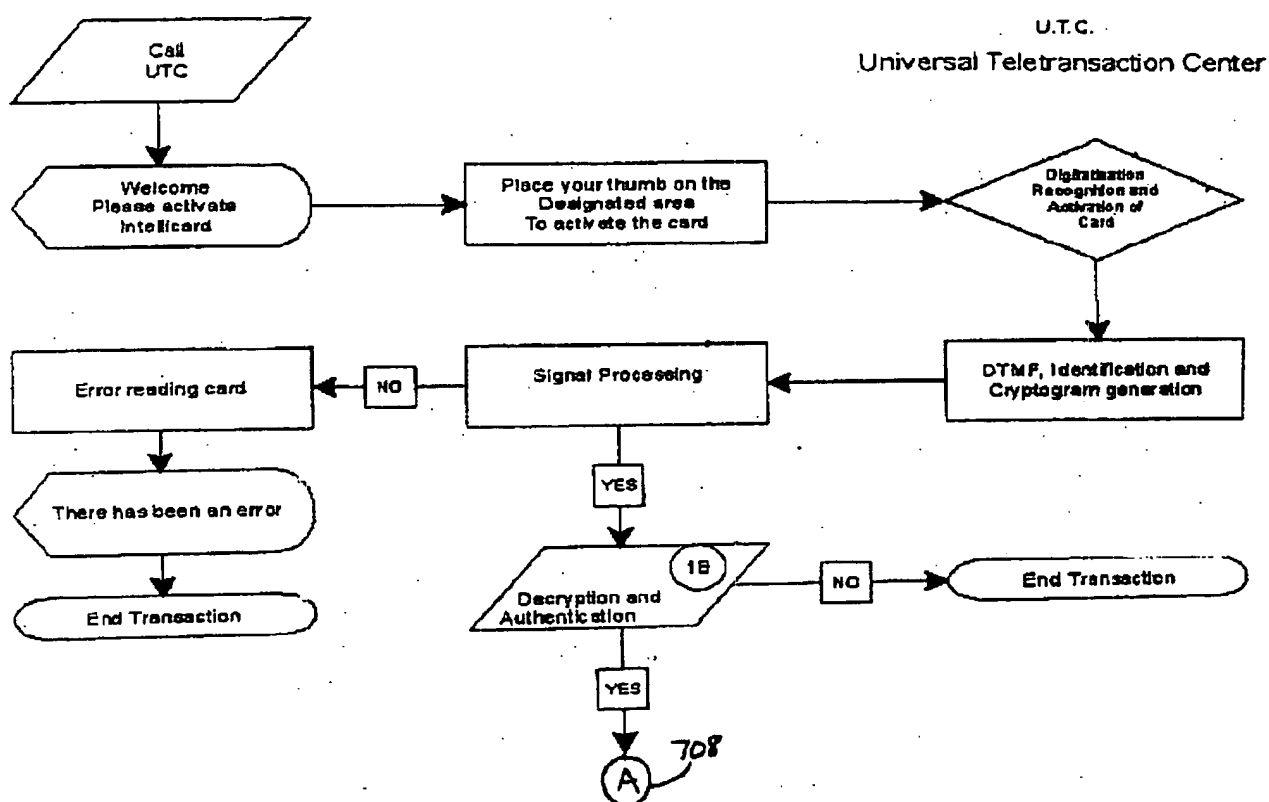 U.T.C.
Universal Teletransaction Center
Call
UTC
Welcome
Please activate
Intellicard
Place your thumb on the
Designated area
To activate the card
Digitalization
Recognition and
Activation of
Card
DTMF, Identification and
Cryptogram generation
Signal Processing
NO
Error reading card
There has been an error
End Transaction
YES
1B
Decryption and
Authentication
NO
End Transaction
YES
A
708